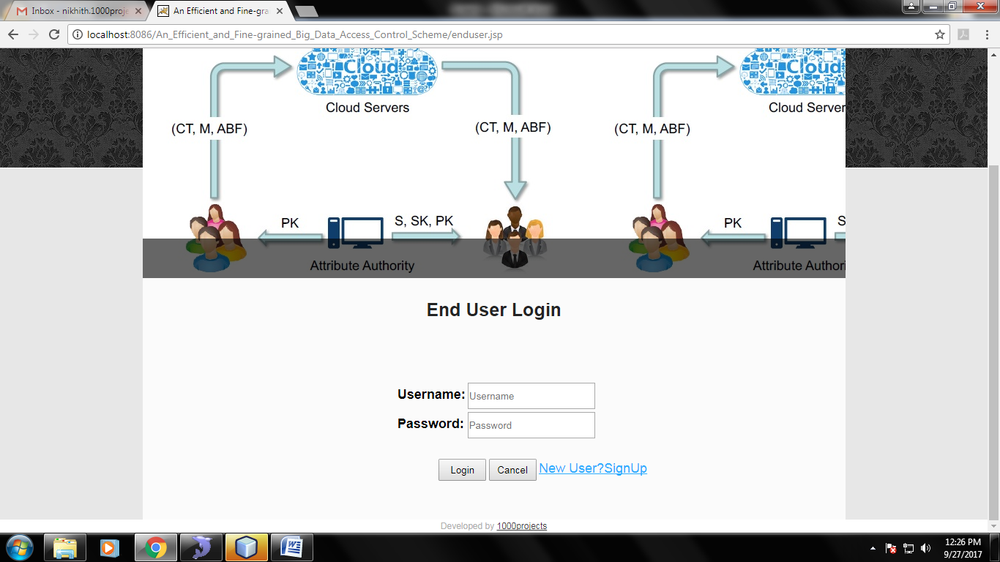 Inbox - nikhith.1000proje
An Efficient and Fine-gra
localhost:8086/An_Efficient_and_Fine-grained_Big_Data_Access_Control_Scheme/enduser.jsp
Cloud Cloud
Cloud Servers Cloud Server
(CT, M, ABF) (CT, M, ABF) (CT, M, ABF)
PK S, SK, PK PK S
Attribute Authority Attribute Authori
End User Login
Username: Username
Password: Password
Login Cancel New User?SignUp
Developed by 1000projects
12:26 PM
9/27/2017